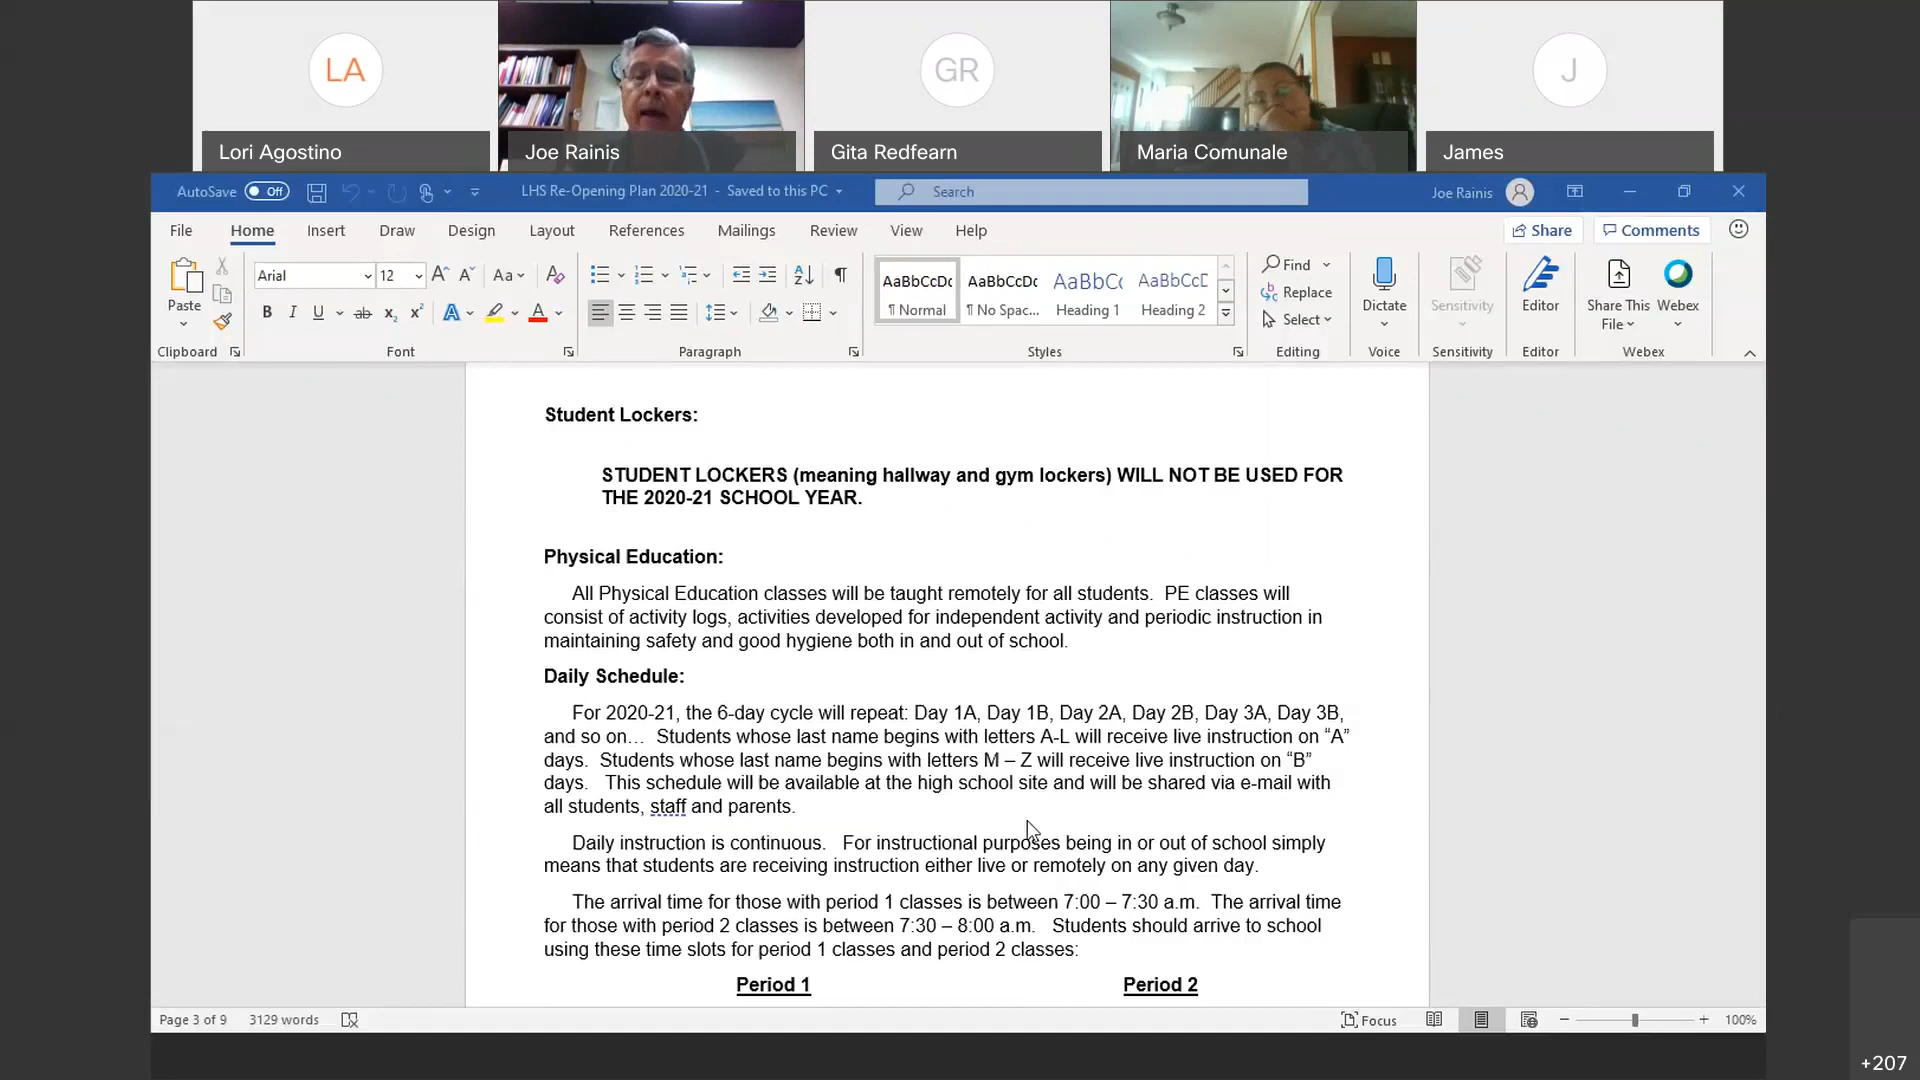 LA
GR
J
Lori Agostino
Joe Rainis
Gita Redfearn
Maria Comunale
James
AutoSave Off
LHS Re-Opening Plan 2020-21 - Saved to this PC
Search
Joe Rainis
File Home Insert Draw Design Layout References Mailings Review View Help
Share
Comments
Paste
Arial
12
Aa
AaBbCcDc
AaBbCcDc
AaBbCc
AaBbCcD
¶ Normal
¶ No Spac...
Heading 1
Heading 2
Find
Replace
Select
Dictate
Sensitivity
Editor
Share This File
Webex
Clipboard
Font
Paragraph
Styles
Editing
Voice
Sensitivity
Editor
Webex
Student Lockers:
STUDENT LOCKERS (meaning hallway and gym lockers) WILL NOT BE USED FOR
THE 2020-21 SCHOOL YEAR.
Physical Education:
All Physical Education classes will be taught remotely for all students. PE classes will
consist of activity logs, activities developed for independent activity and periodic instruction in
maintaining safety and good hygiene both in and out of school.
Daily Schedule:
For 2020-21, the 6-day cycle will repeat: Day 1A, Day 1B, Day 2A, Day 2B, Day 3A, Day 3B,
and so on… Students whose last name begins with letters A-L will receive live instruction on “A”
days. Students whose last name begins with letters M – Z will receive live instruction on “B”
days. This schedule will be available at the high school site and will be shared via e-mail with
all students, staff and parents.
Daily instruction is continuous. For instructional purposes being in or out of school simply
means that students are receiving instruction either live or remotely on any given day.
The arrival time for those with period 1 classes is between 7:00 – 7:30 a.m. The arrival time
for those with period 2 classes is between 7:30 – 8:00 a.m. Students should arrive to school
using these time slots for period 1 classes and period 2 classes:
Period 1
Period 2
Page 3 of 9
3129 words
Focus
100%
+207